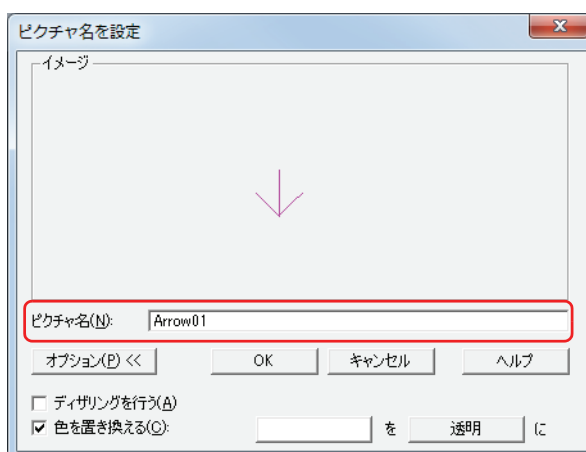 ピクチャ名を設定
イメージ
ピクチャ名(N): Arrow01
オプション(P) << OK キャンセル ヘルプ
ディザリングを行う(A)
色を置き換える(C): を 透明 に